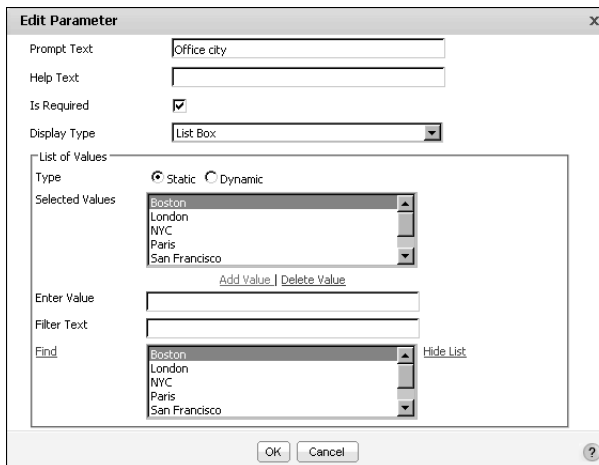 Edit Parameter x
Prompt Text Office city
Help Text
Is Required
Display Type List Box
List of Values
Type Static Dynamic
Selected Values Boston
London
NYC
Paris
San Francisco
Add Value | Delete Value
Enter Value
Filter Text
Find Boston Hide List
London
NYC
Paris
San Francisco
OK Cancel ?